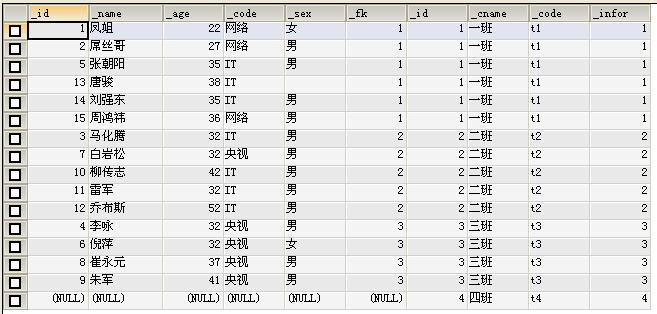 _id _name _age _code _sex _fk _id _cname _code _infor
1 凤姐 22 网络 女 1 1 一班 t1 1
2 屌丝哥 27 网络 男 1 1 一班 t1 1
5 张朝阳 35 IT 男 1 1 一班 t1 1
13 唐骏 38 IT 1 1 一班 t1 1
14 刘强东 35 IT 男 1 1 一班 t1 1
15 周鸿祎 36 网络 男 1 1 一班 t1 1
3 马化腾 32 IT 男 2 2 二班 t2 2
7 白岩松 32 央视 男 2 2 二班 t2 2
10 柳传志 42 IT 男 2 2 二班 t2 2
11 雷军 32 IT 男 2 2 二班 t2 2
12 乔布斯 52 IT 男 2 2 二班 t2 2
4 李咏 32 央视 男 3 3 三班 t3 3
6 倪萍 32 央视 女 3 3 三班 t3 3
8 崔永元 37 央视 男 3 3 三班 t3 3
9 朱军 41 央视 男 3 3 三班 t3 3
(NULL) (NULL) (NULL) (NULL) (NULL) (NULL) 4 四班 t4 4